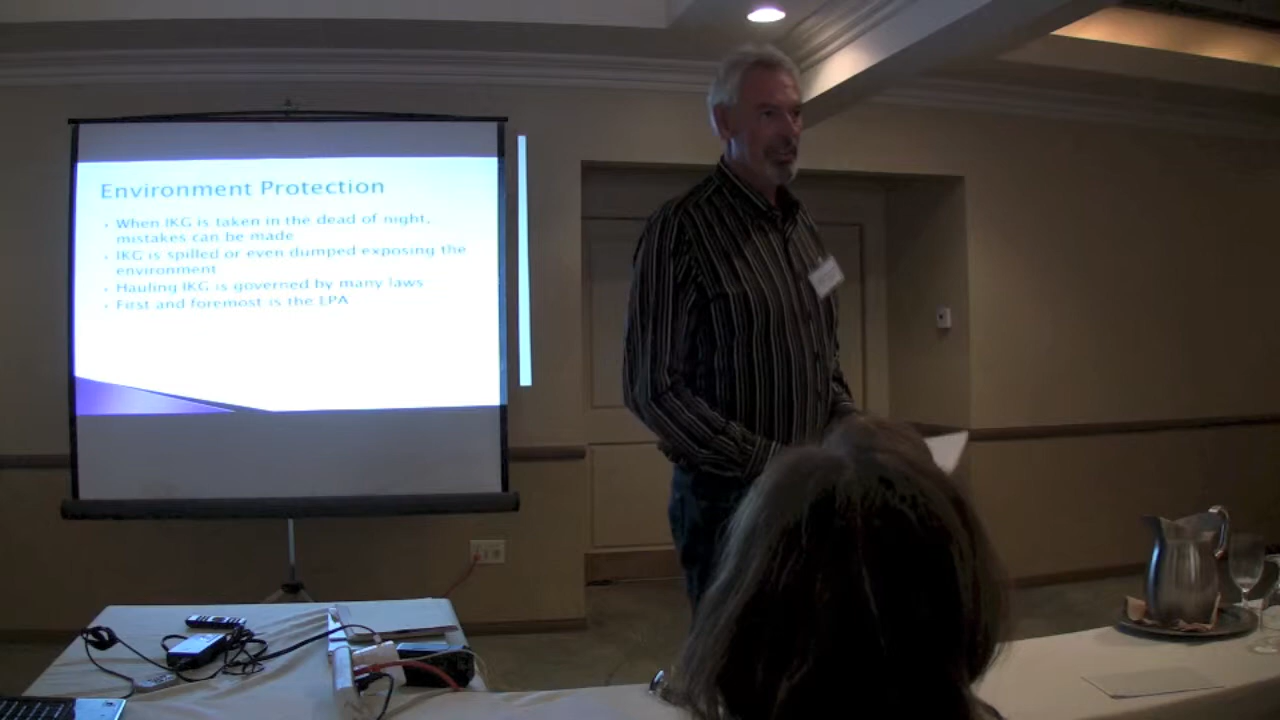 Environment Protection
• When IKG is taken in the dead of night,
mistakes can be made
• IKG is spilled or even dumped exposing the
environment
• Hauling IKG is governed by many laws
• First and foremost is the EPA